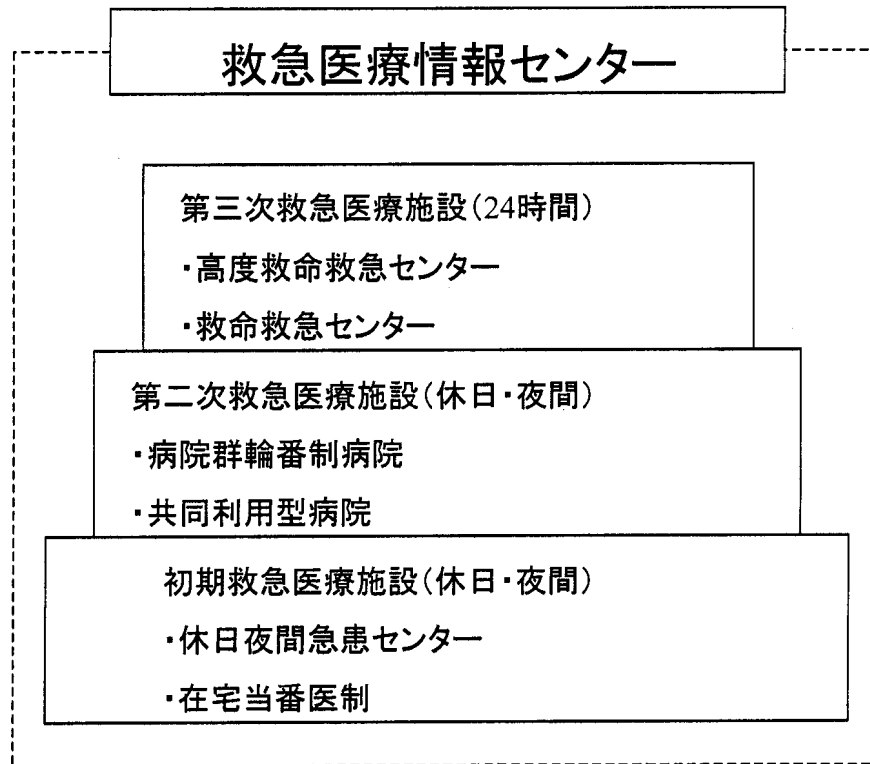 救急医療情報センター
第三次救急医療施設(24時間)
・高度救命救急センター
・救命救急センター
第二次救急医療施設(休日・夜間)
・病院群輪番制病院
・共同利用型病院
初期救急医療施設(休日・夜間)
・休日夜間急患センター
・在宅当番医制